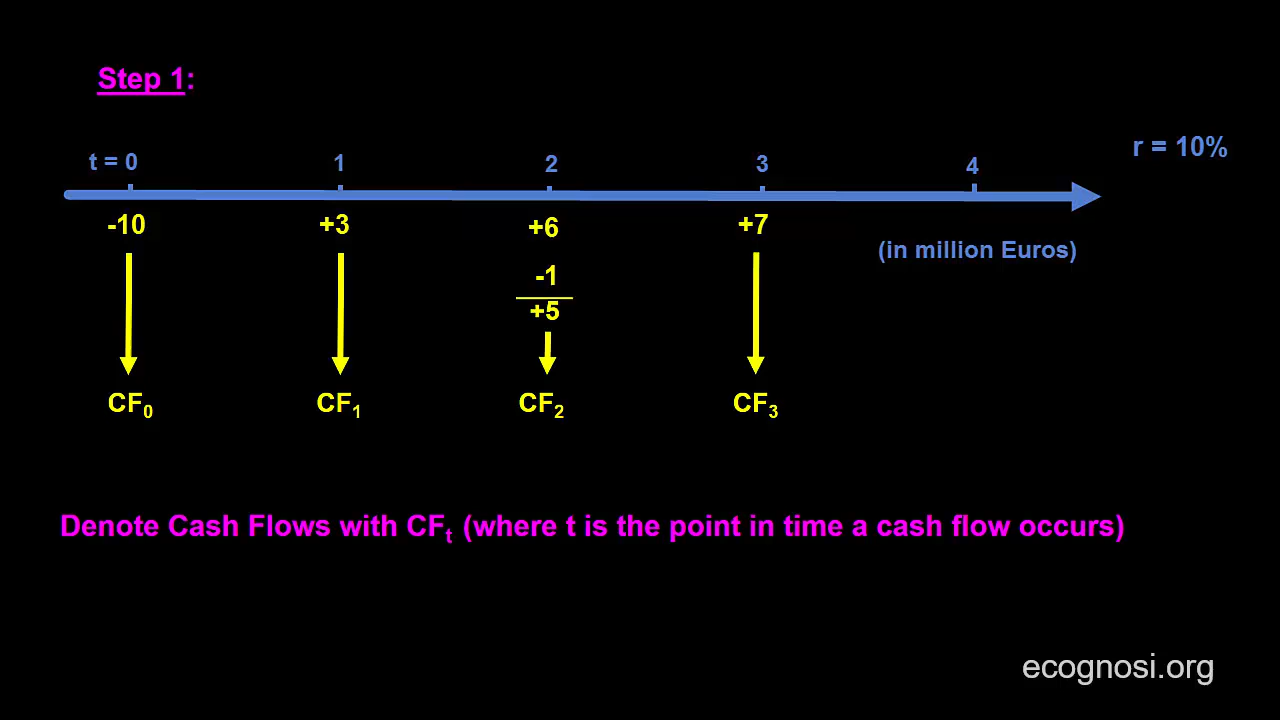 Step 1:
t = 0 1 2 3 4
r = 10%
-10 +3 +6 +7
(in million Euros)
-1
+5
CF₀ CF₁ CF₂ CF₃
Denote Cash Flows with CFₜ (where t is the point in time a cash flow occurs)
ecognosi.org